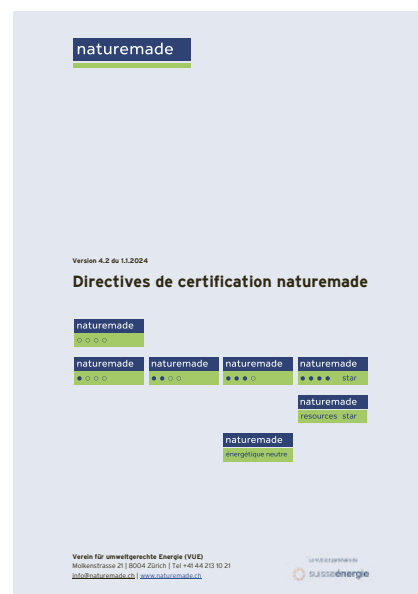 naturemade
Version 4.2 du 1.1.2024
Directives de certification naturemade
naturemade
naturemade naturemade naturemade naturemade
star
naturemade
resources star
naturemade
énergétique neutre
Verein für umweltgerechte Energie (VUE)
Molkenstrasse 21 | 8004 Zürich | Tel +41 44 213 10 21
info@naturemade.ch | www.naturemade.ch
suisseénergie